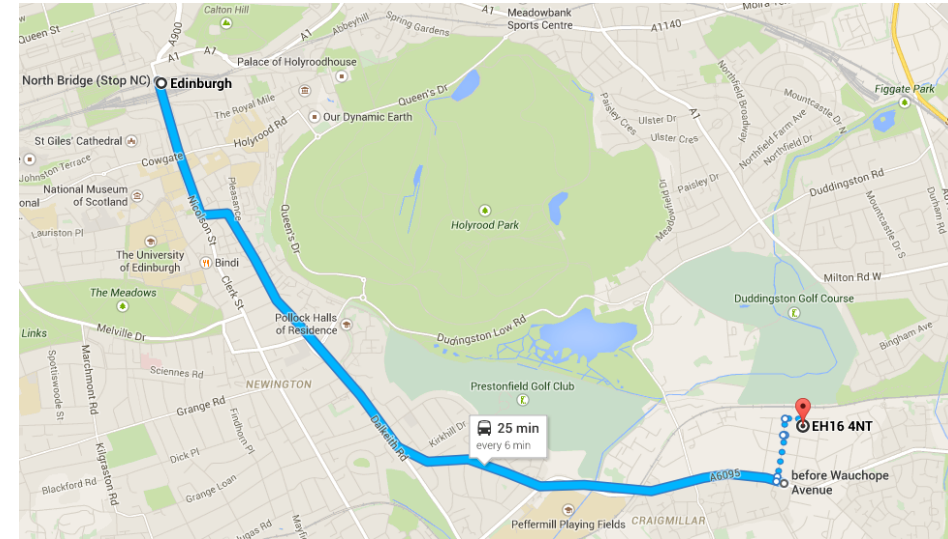 Calton Hill
Queen St
A900
A1
A1
Abbeyhill
Spring Gardens
A1
Meadowbank
Sports Centre
A1140
Moira Ter
North Bridge (Stop NC)
Edinburgh
Palace of Holyroodhouse
Queen's Dr
The Royal Mile
Our Dynamic Earth
St Giles' Cathedral
Holyrood Rd
Cowgate
Johnston Terrace
National Museum
of Scotland
onal
Pleasance
Nicolson St
Lauriston Pl
The University
of Edinburgh
Bindi
Queen's Dr
Clerk St
The Meadows
Links
Melville Dr
Holyrood Park
Paisley Cres
Ulster Dr
Ulster Cres
A1
Paisley Dr
Meadowfield Dr
Northfield Broadway
Northfield Farm Ave
Northfield Dr
Mountcastle Dr N
Figgate Park
Duddingston Rd
Mountcastle Dr S
Durham Rd
Milton Rd W
Duddingston Golf Course
Bingham Ave
Pollock Halls
of Residence
Duddingston Low Rd
Prestonfield Golf Club
Spottiswoode St
Marchmont Rd
Sciennes Rd
NEWINGTON
Grange Rd
Findhorn Pl
Kilgraston Rd
Dick Pl
Grange Loan
Blackford Rd
Dalkeith Rd
Kirkhill Dr
25 min
every 6 min
EH16 4NT
A6095
before Wauchope
Avenue
Peffermill Playing Fields
CRAIGMILLAR